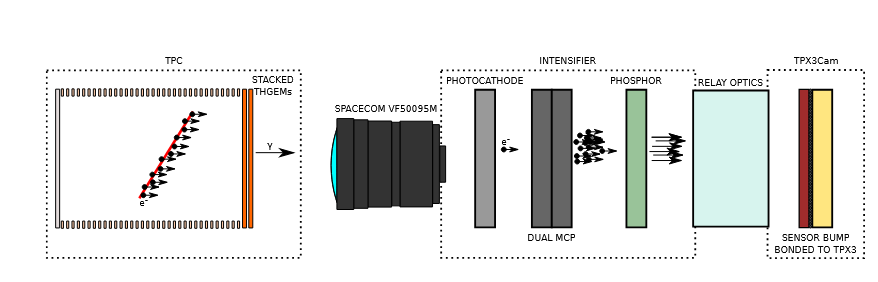 TPC
INTENSIFIER
TPX3Cam
STACKED
THGEMs
PHOTOCATHODE
PHOSPHOR
RELAY OPTICS
SPACECOM VF50095M
γ
e⁻
e⁻
DUAL MCP
SENSOR BUMP
BONDED TO TPX3